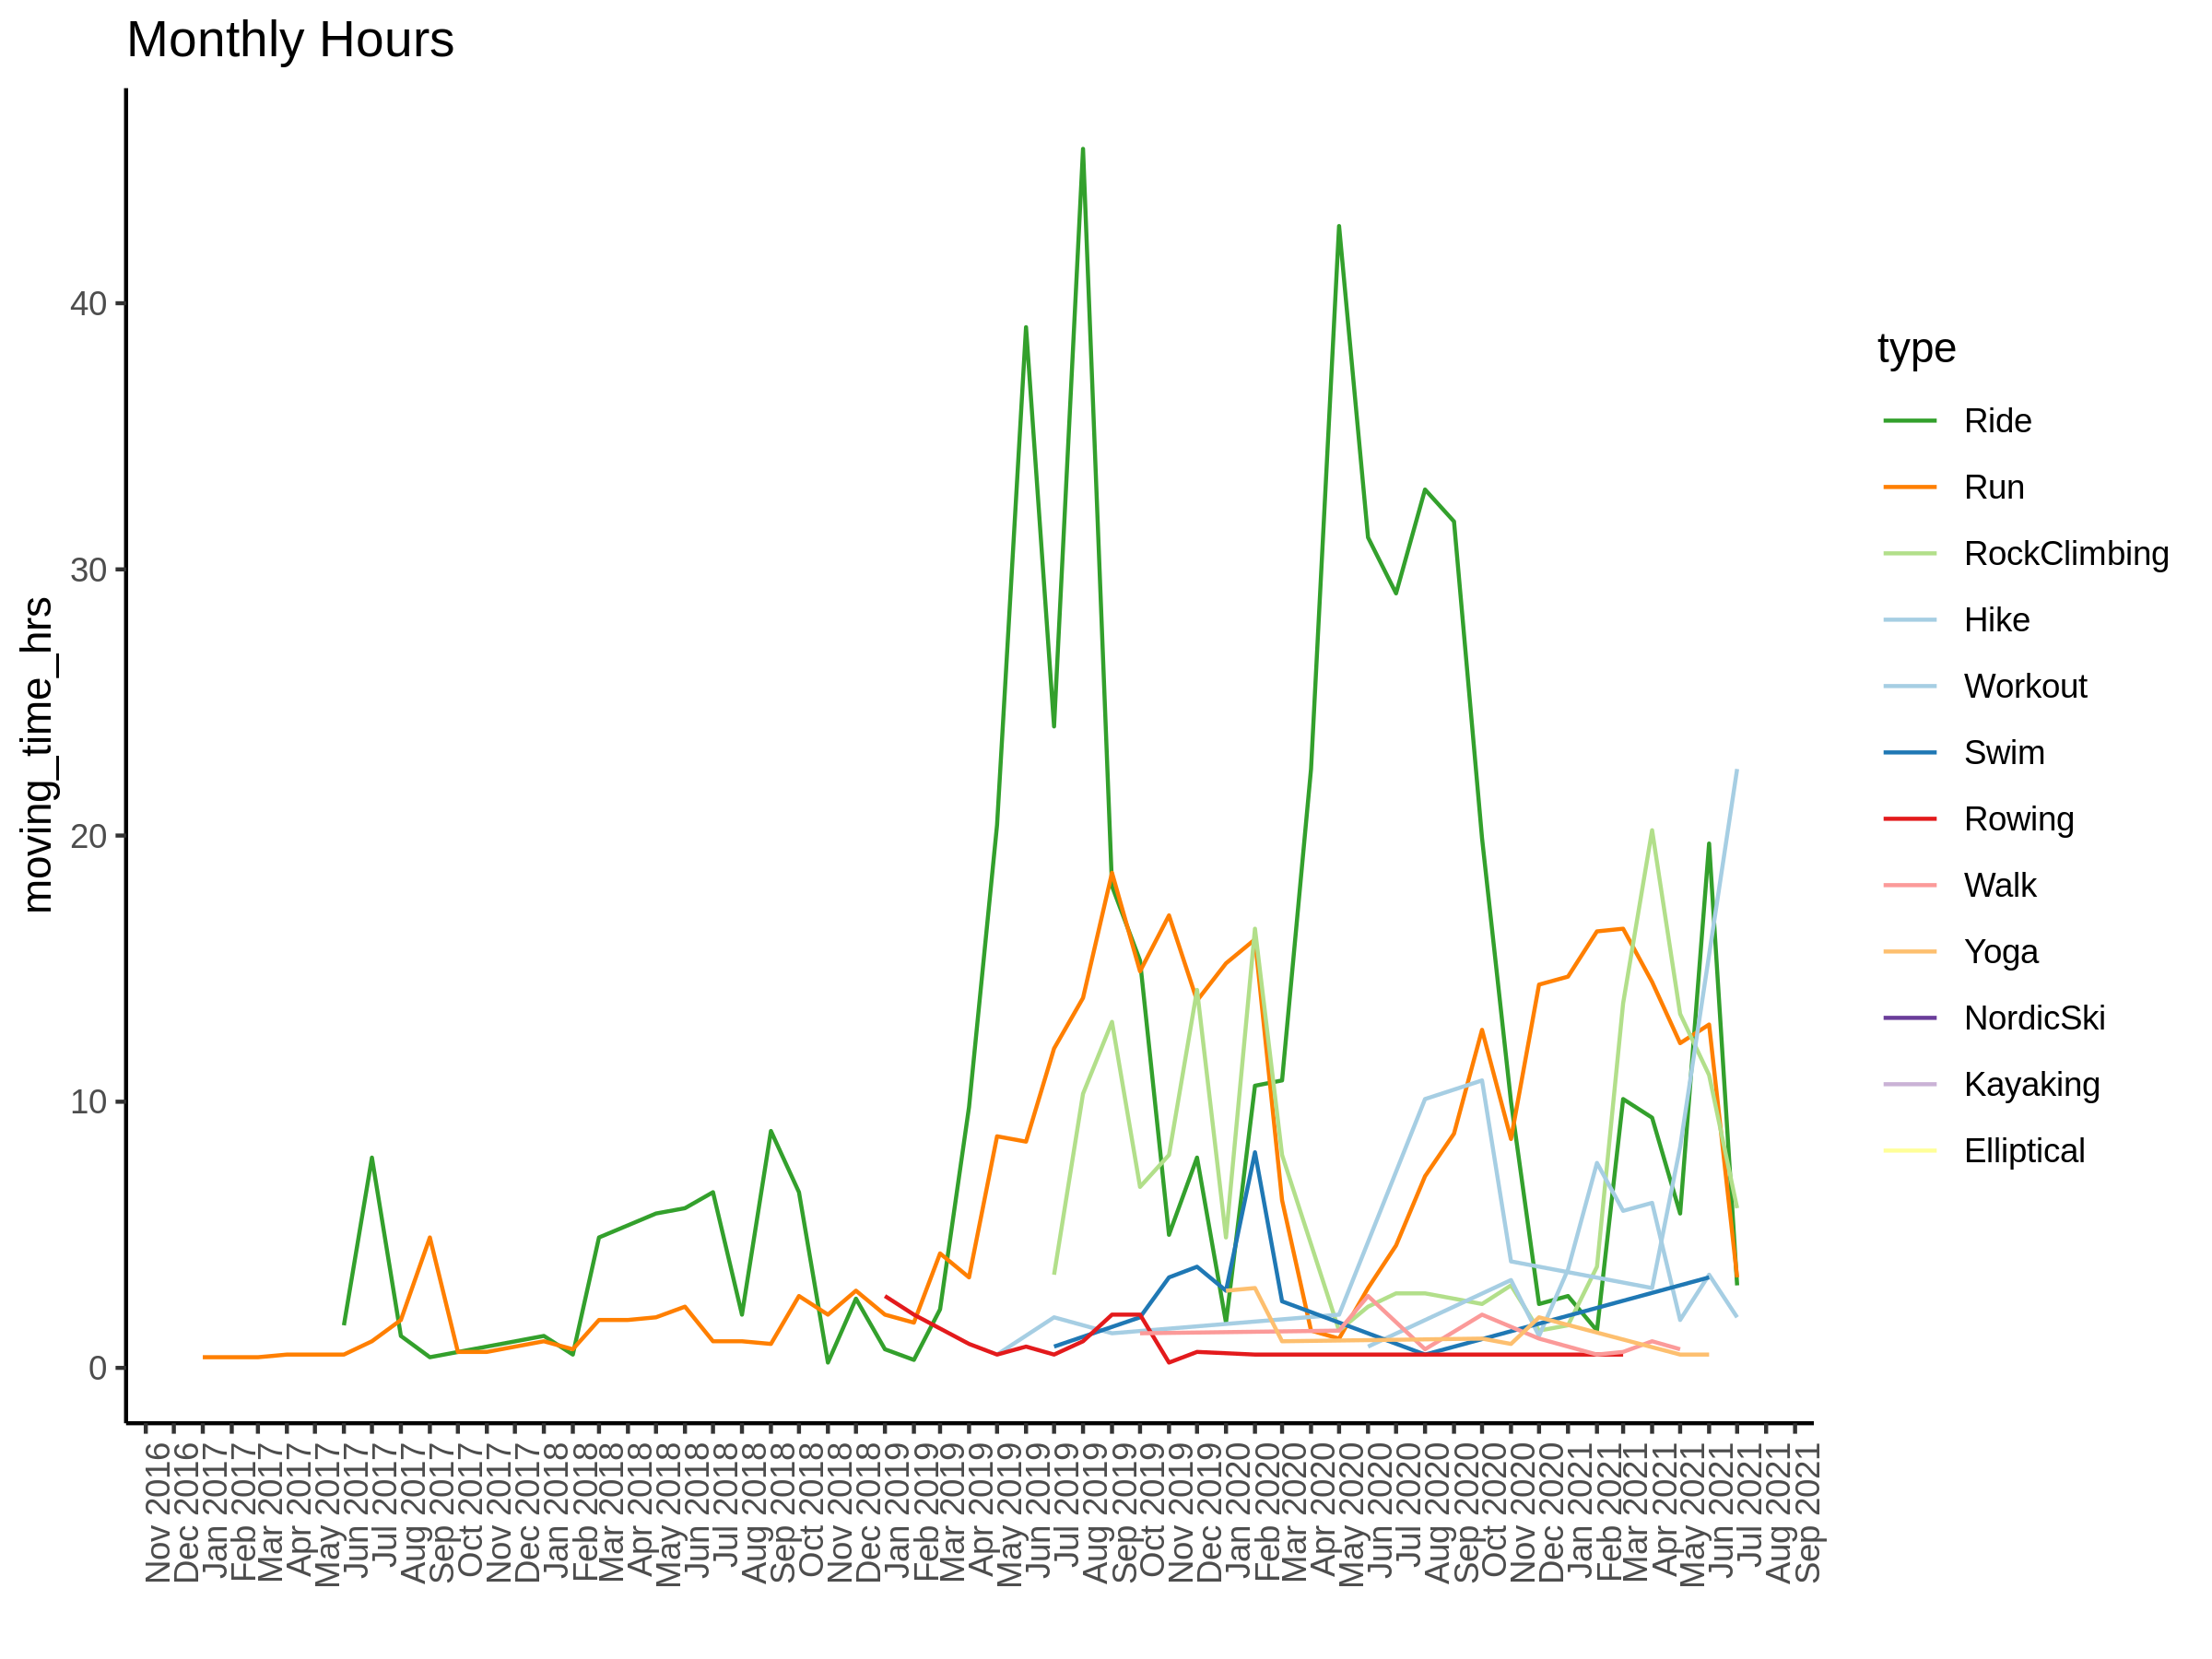 Monthly Hours
moving_time_hrs
40
30
20
10
0
Nov 2016
Dec 2016
Jan 2017
Feb 2017
Mar 2017
Apr 2017
May 2017
Jun 2017
Jul 2017
Aug 2017
Sep 2017
Oct 2017
Nov 2017
Dec 2017
Jan 2018
Feb 2018
Mar 2018
Apr 2018
May 2018
Jun 2018
Jul 2018
Aug 2018
Sep 2018
Oct 2018
Nov 2018
Dec 2018
Jan 2019
Feb 2019
Mar 2019
Apr 2019
May 2019
Jun 2019
Jul 2019
Aug 2019
Sep 2019
Oct 2019
Nov 2019
Dec 2019
Jan 2020
Feb 2020
Mar 2020
Apr 2020
May 2020
Jun 2020
Jul 2020
Aug 2020
Sep 2020
Oct 2020
Nov 2020
Dec 2020
Jan 2021
Feb 2021
Mar 2021
Apr 2021
May 2021
Jun 2021
Jul 2021
Aug 2021
Sep 2021
type
Ride
Run
RockClimbing
Hike
Workout
Swim
Rowing
Walk
Yoga
NordicSki
Kayaking
Elliptical